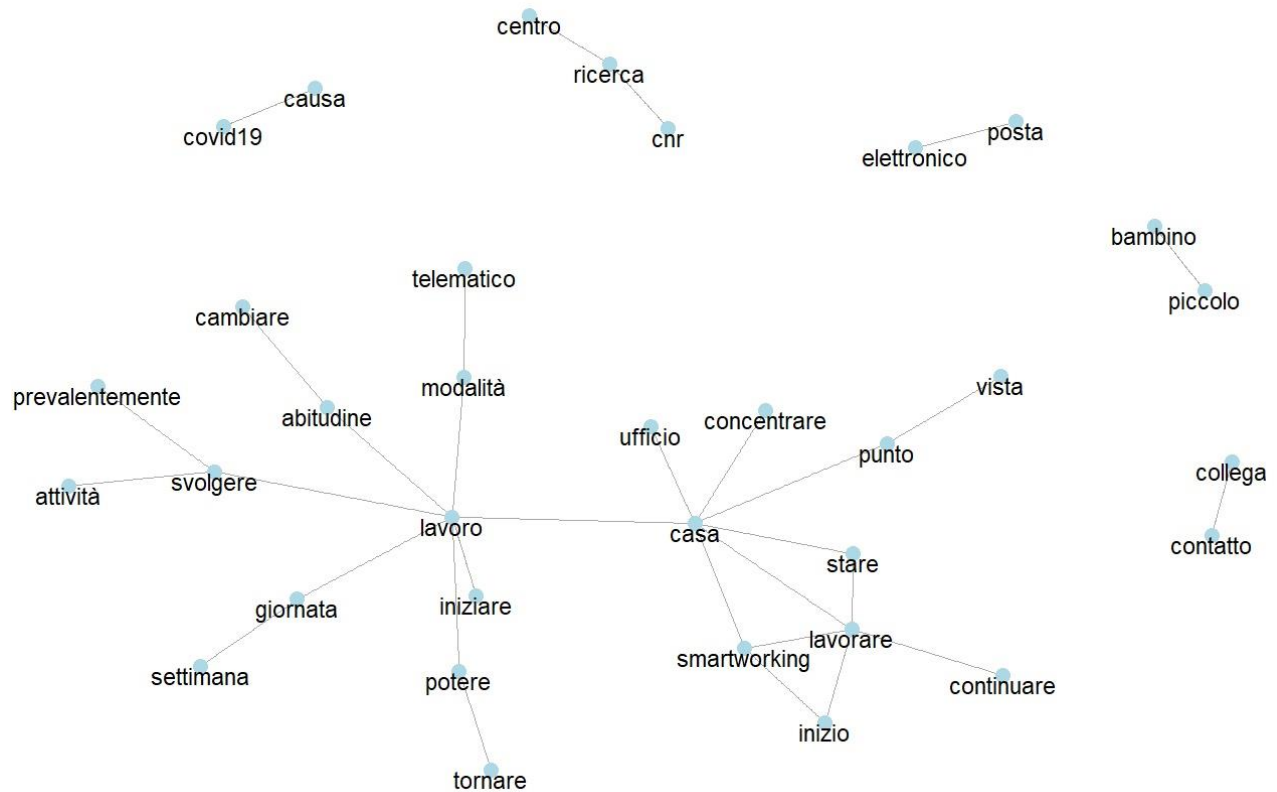 centro
ricerca
causa
covid19
cnr
posta
elettronico
bambino
piccolo
telematico
cambiare
modalità
vista
prevalentemente
abitudine
concentrare
ufficio
punto
collega
attività
svolgere
lavoro
casa
contatto
stare
giornata
iniziare
lavorare
smartworking
settimana
potere
continuare
inizio
tornare